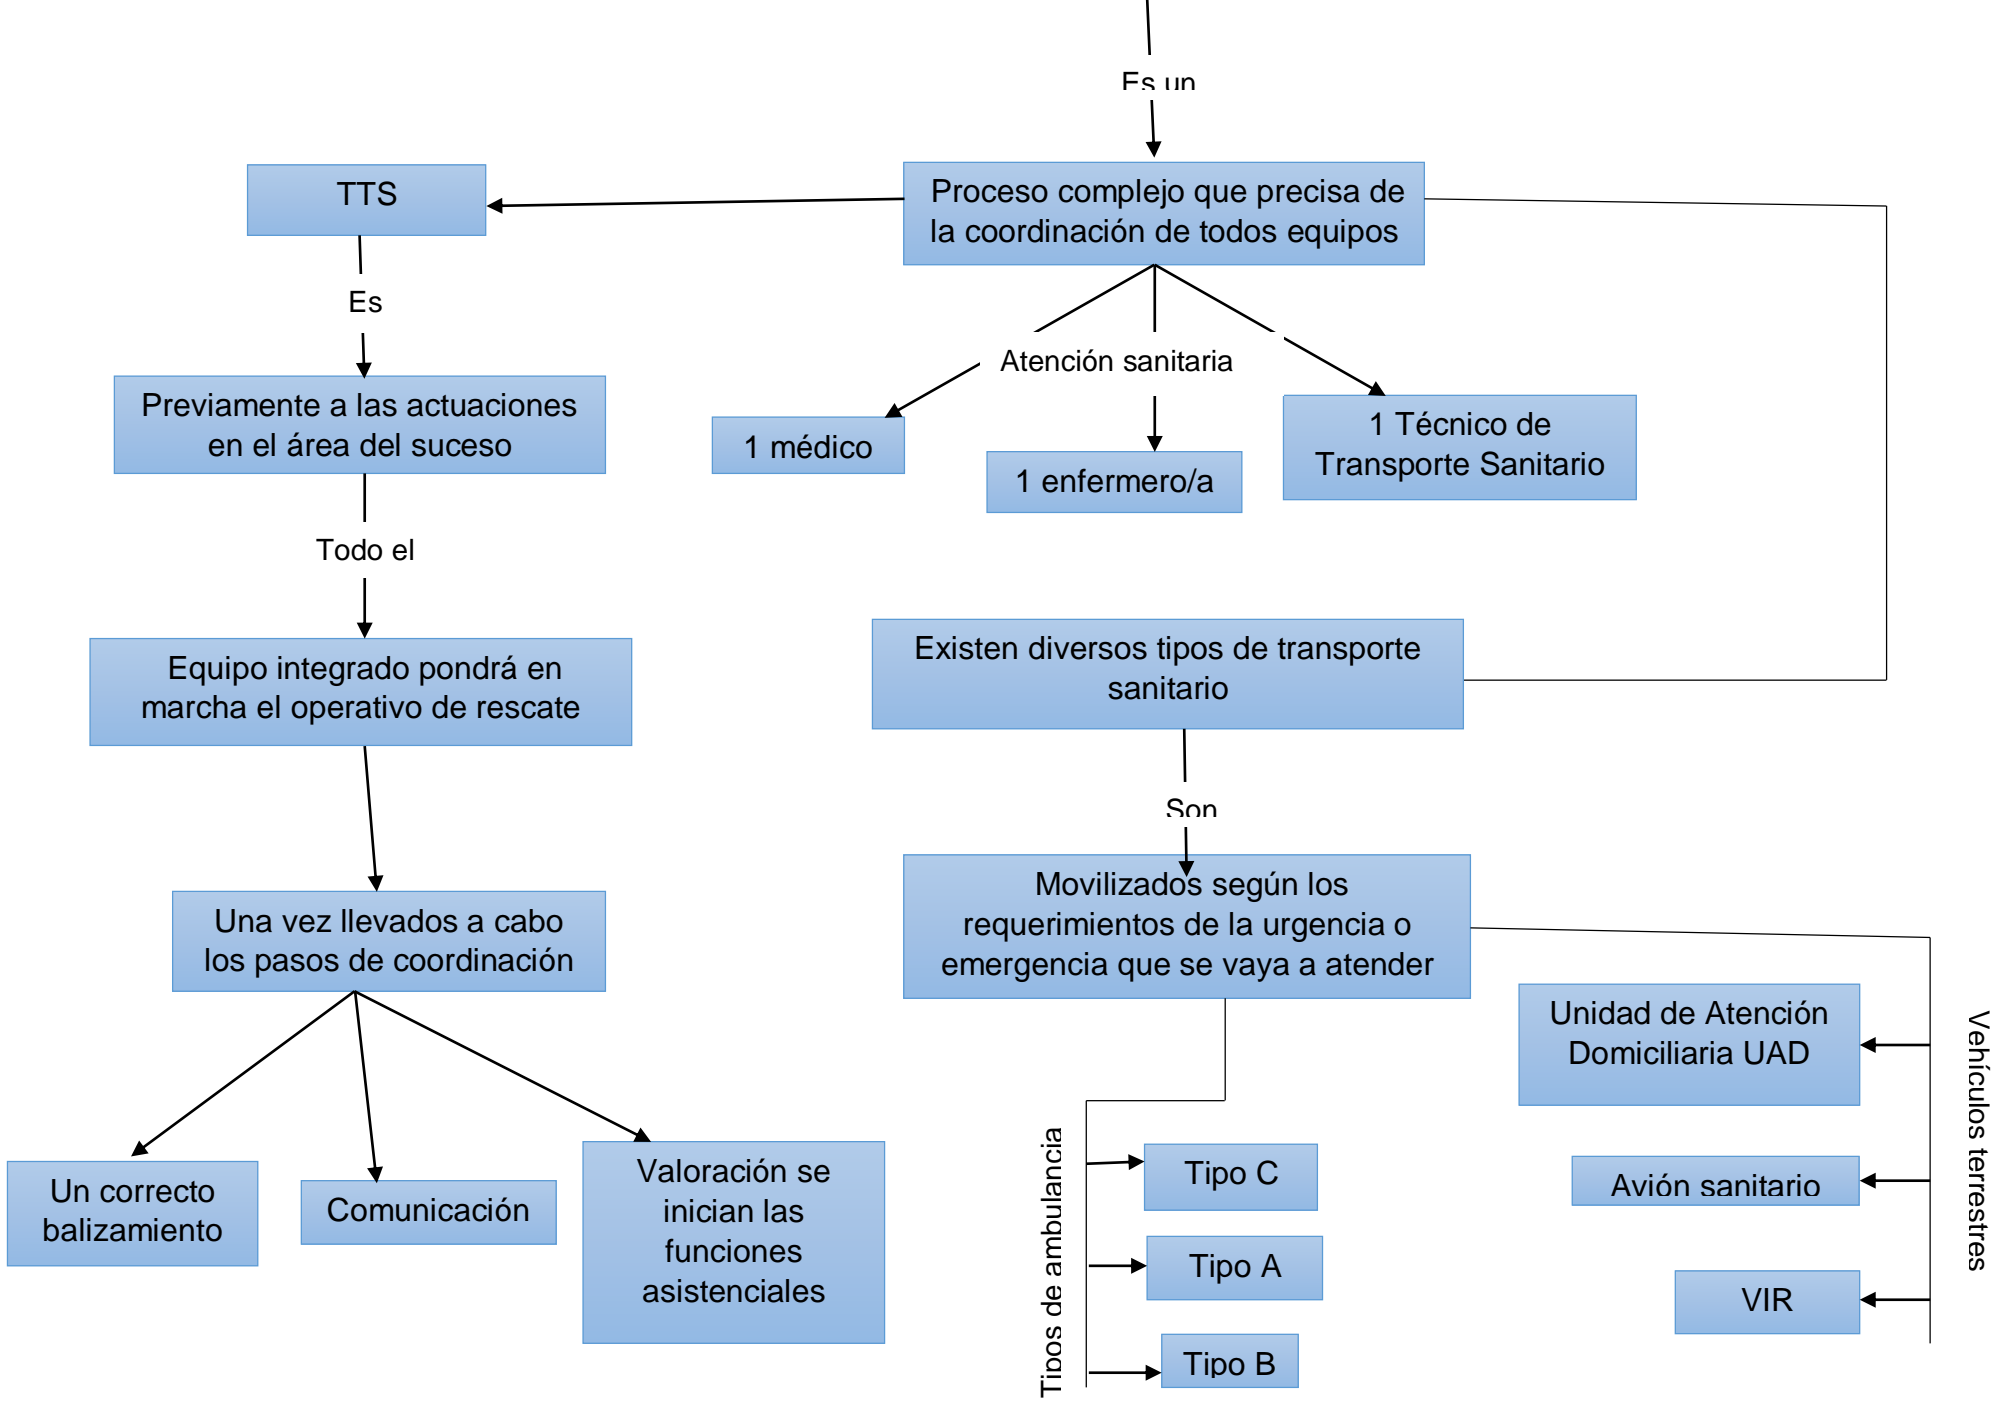 Es un
TTS
Proceso complejo que precisa de
la coordinación de todos equipos
Es
Atención sanitaria
Previamente a las actuaciones
en el área del suceso
1 médico
1 enfermero/a
1 Técnico de
Transporte Sanitario
Todo el
Equipo integrado pondrá en
marcha el operativo de rescate
Existen diversos tipos de transporte
sanitario
Son
Una vez llevados a cabo
los pasos de coordinación
Movilizados según los
requerimientos de la urgencia o
emergencia que se vaya a atender
Unidad de Atención
Domiciliaria UAD
Vehículos terrestres
Un correcto
balizamiento
Comunicación
Valoración se
inician las
funciones
asistenciales
Tipos de ambulancia
Tipo C
Avión sanitario
Tipo A
VIR
Tipo B